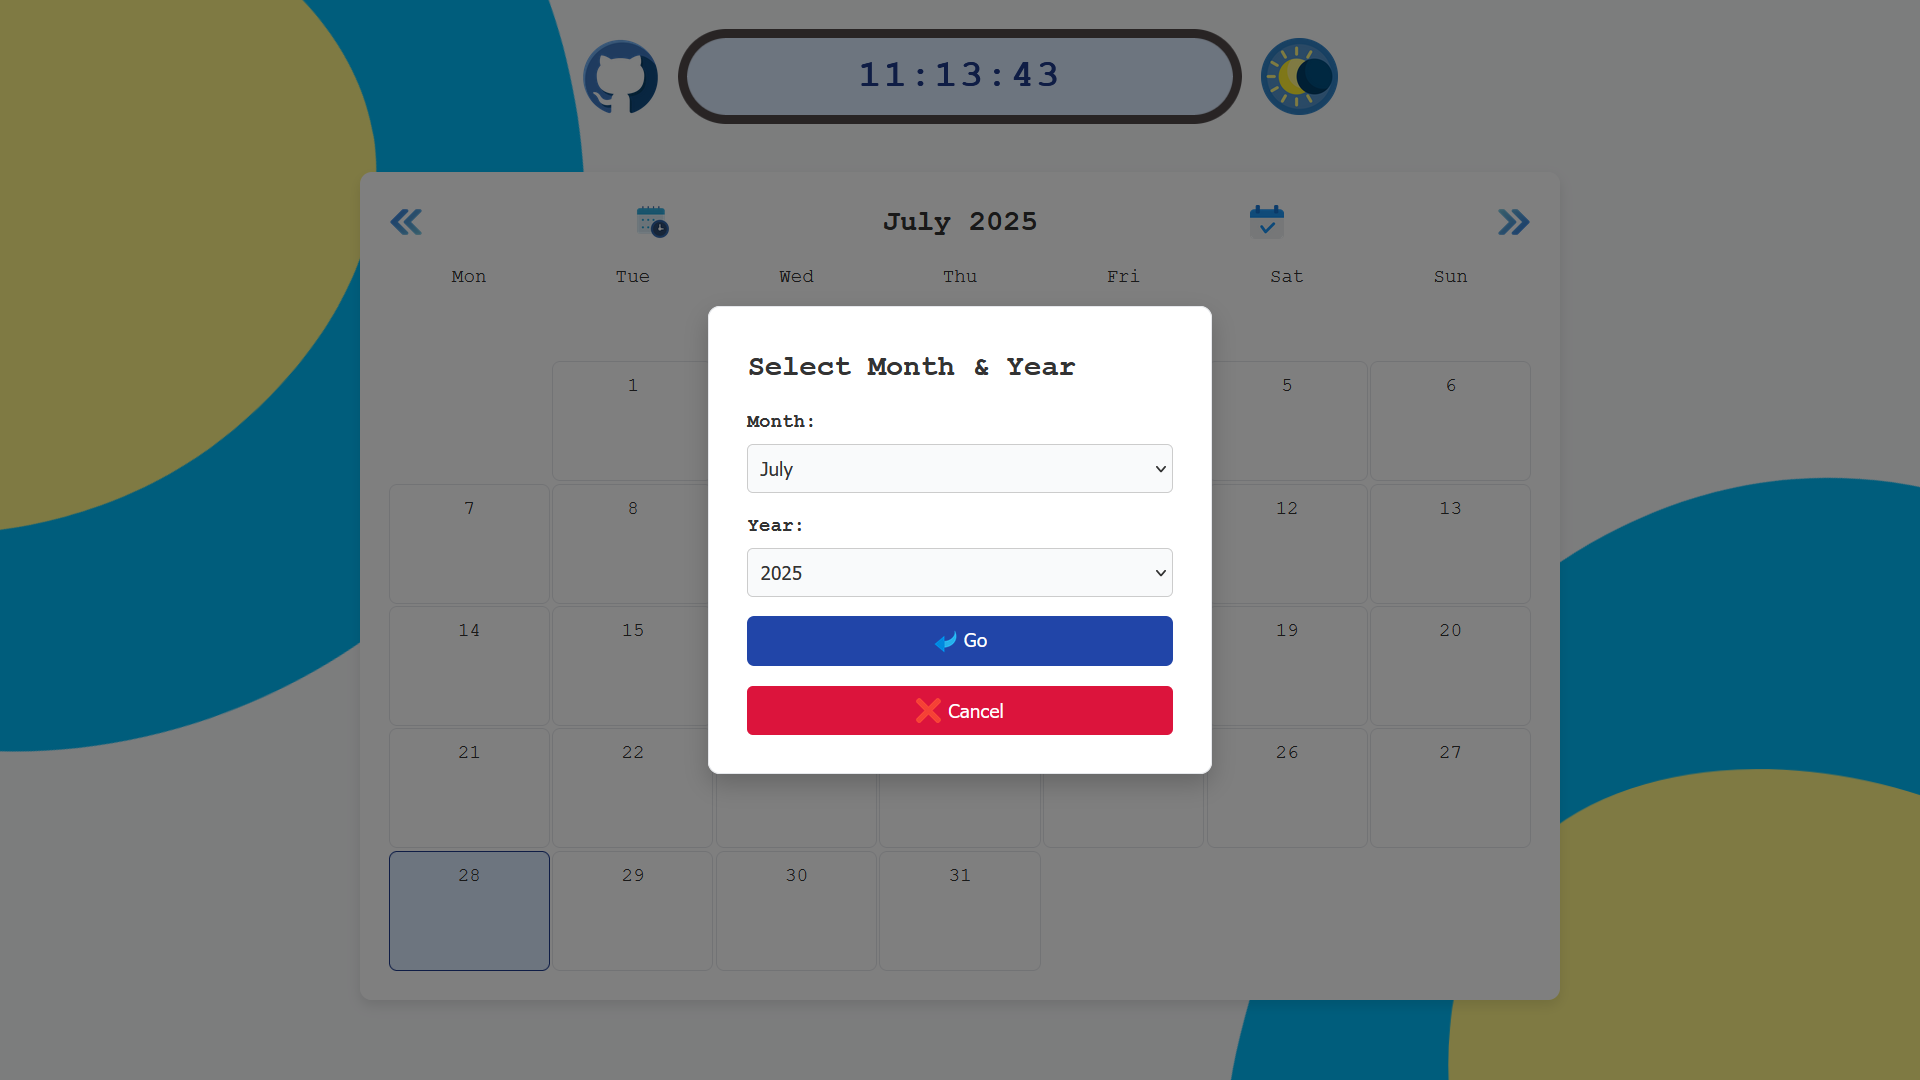 11:13:43
July 2025
Mon Tue Wed Thu Fri Sat Sun
Select Month & Year
Month:
July
Year:
2025
Go
Cancel
1 5 6
7 8 12 13
14 15 19 20
21 22 26 27
28 29 30 31